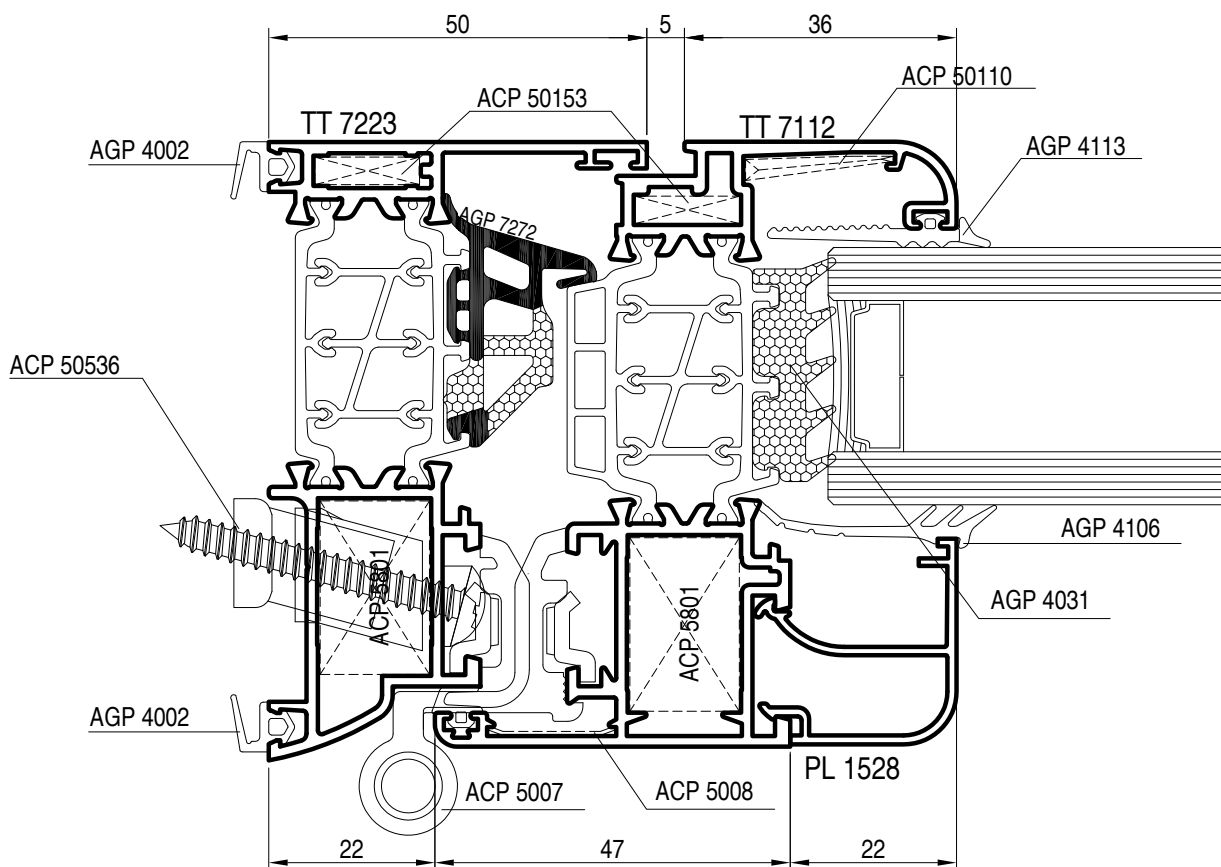 50
5
36
ACP 50110
ACP 50153
TT 7223
TT 7112
AGP 4002
AGP 4113
AGP 7272
ACP 50536
AGP 4106
ACP 5801
ACP 5801
AGP 4031
AGP 4002
PL 1528
ACP 5007
ACP 5008
22
47
22